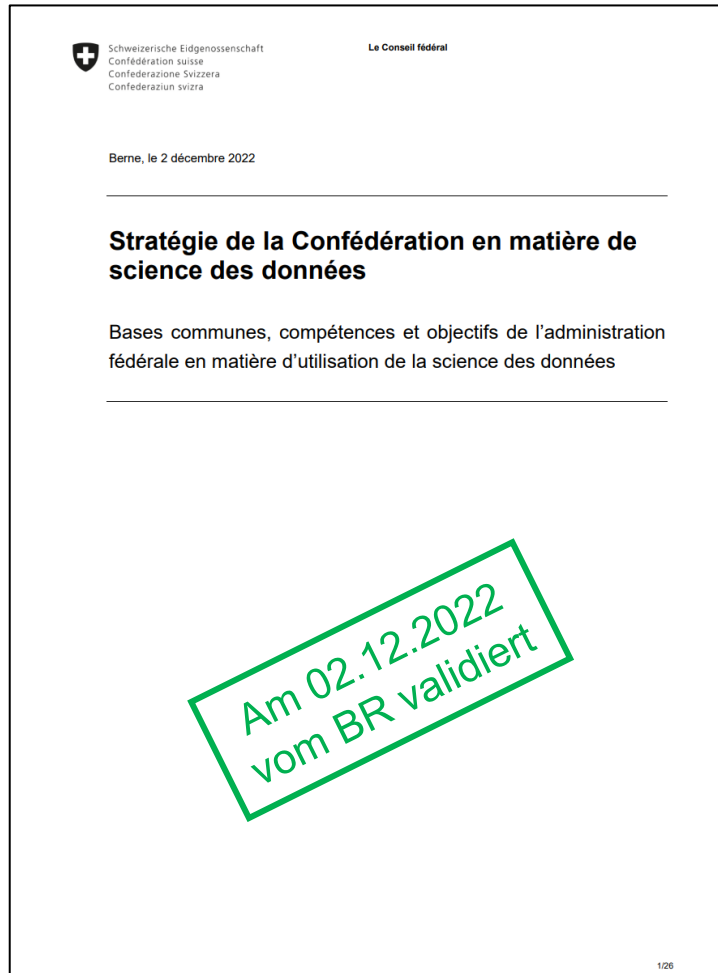 Schweizerische Eidgenossenschaft
Confédération suisse
Confederazione Svizzera
Confederaziun svizra
Le Conseil fédéral
Berne, le 2 décembre 2022
Stratégie de la Confédération en matière de
science des données
Bases communes, compétences et objectifs de l'administration
fédérale en matière d'utilisation de la science des données
Am 02.12.2022
vom BR validiert
1/26